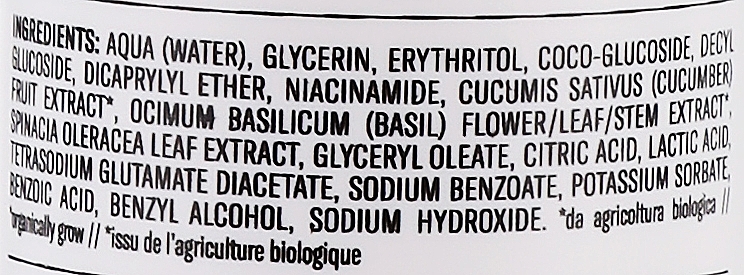 INGREDIENTS: AQUA (WATER), GLYCERIN, ERYTHRITOL, COCO-GLUCOSIDE, DECYL
GLUCOSIDE, DICAPRYLYL ETHER, NIACINAMIDE, CUCUMIS SATIVUS (CUCUMBER)
FRUIT EXTRACT*, OCIMUM BASILICUM (BASIL) FLOWER/LEAF/STEM EXTRACT*,
SPINACIA OLERACEA LEAF EXTRACT, GLYCERYL OLEATE, CITRIC ACID, LACTIC ACID,
TETRASODIUM GLUTAMATE DIACETATE, SODIUM BENZOATE, POTASSIUM SORBATE,
BENZOIC ACID, BENZYL ALCOHOL, SODIUM HYDROXIDE. *da agricoltura biologica //
*organically grow // *issu de l'agriculture biologique